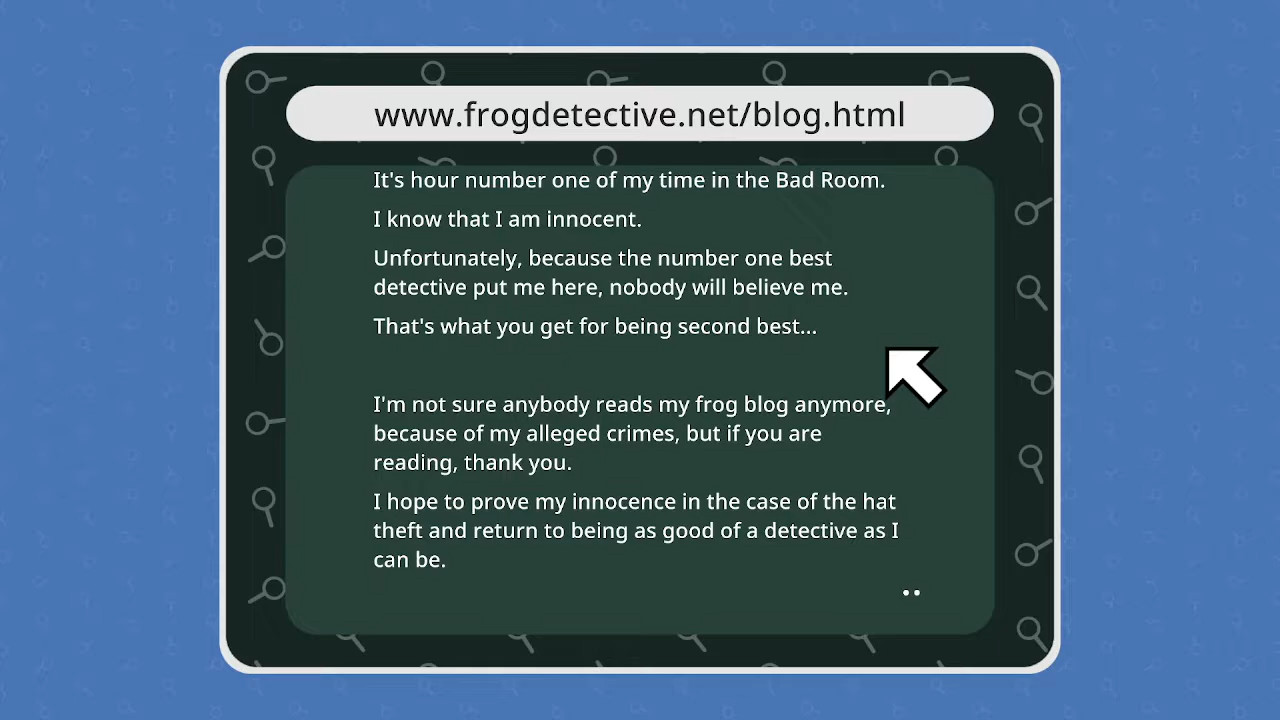 www.frogdetective.net/blog.html
It's hour number one of my time in the Bad Room.
I know that I am innocent.
Unfortunately, because the number one best
detective put me here, nobody will believe me.
That's what you get for being second best...
I'm not sure anybody reads my frog blog anymore,
because of my alleged crimes, but if you are
reading, thank you.
I hope to prove my innocence in the case of the hat
theft and return to being as good of a detective as I
can be.
..